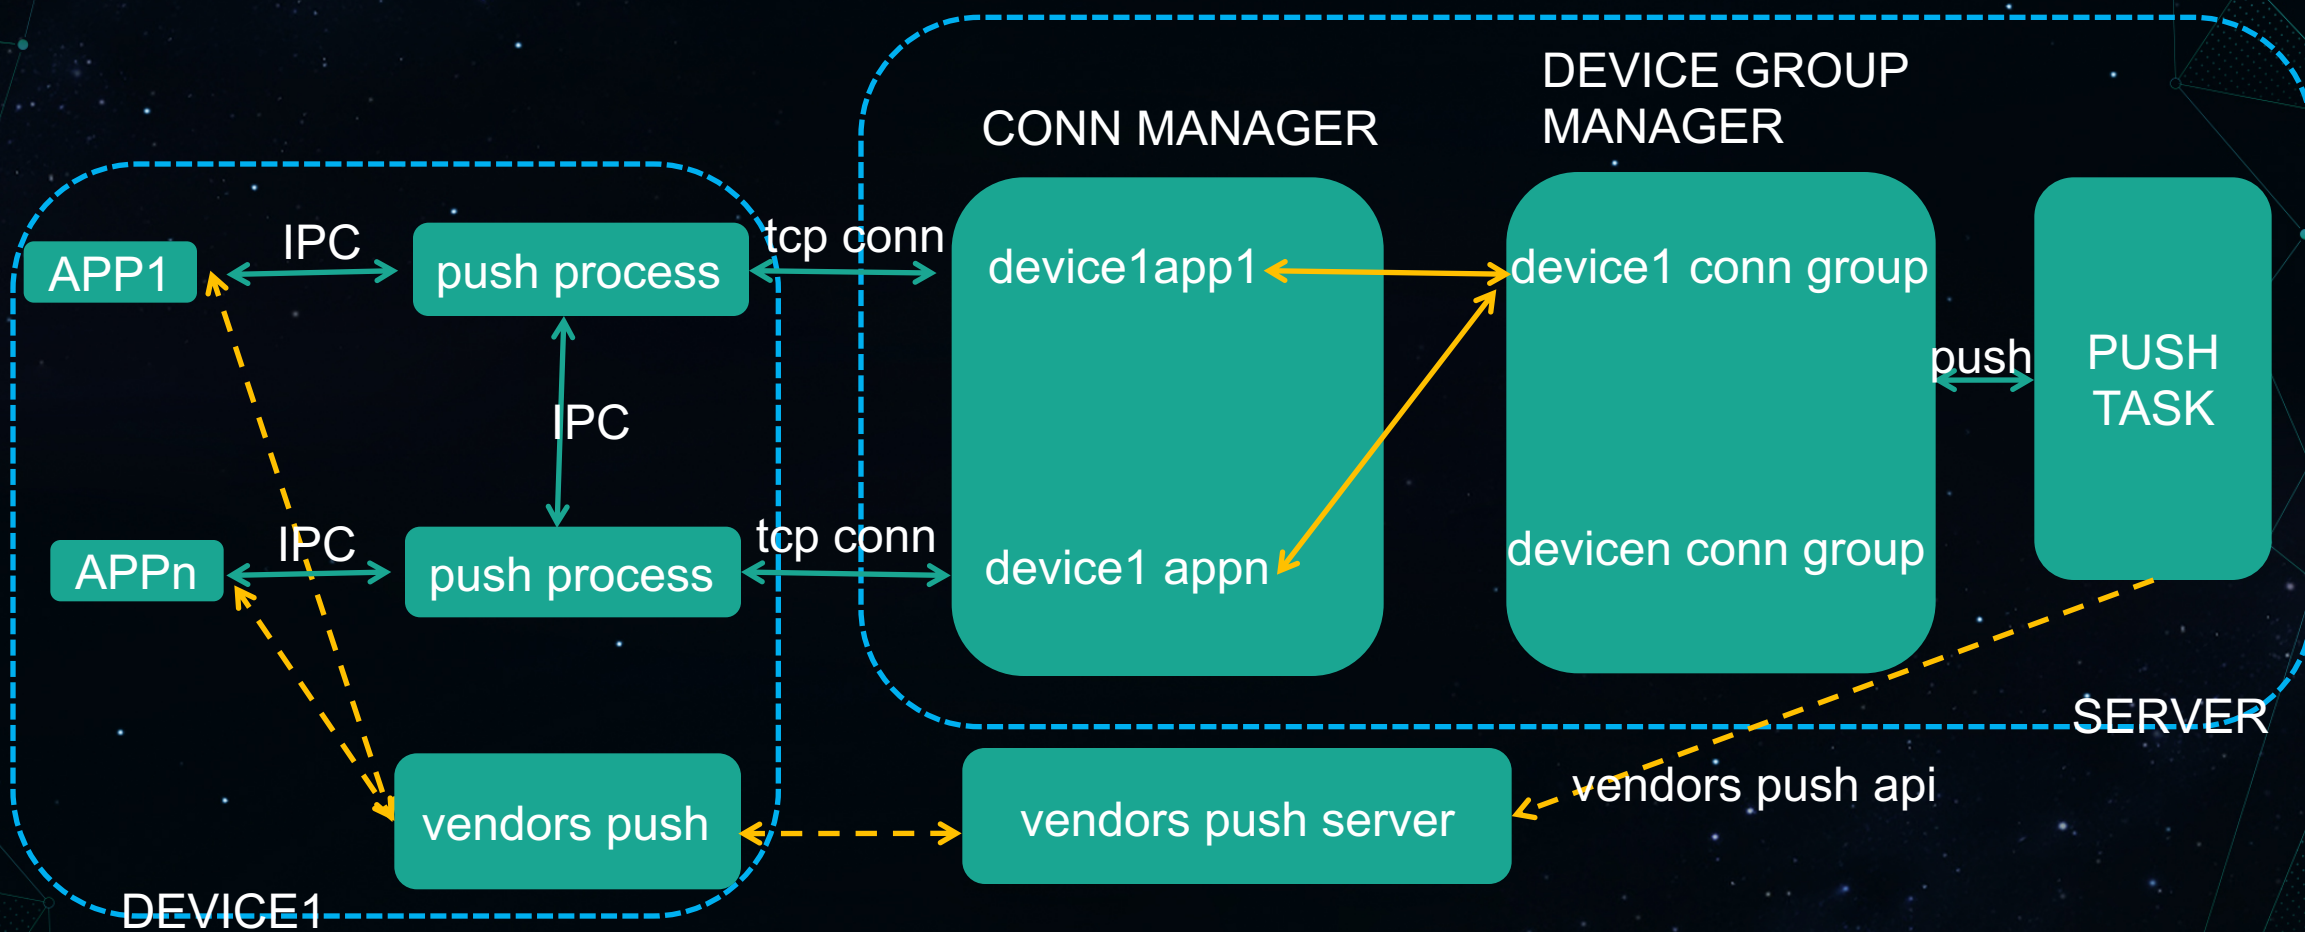 DEVICE GROUP
MANAGER
CONN MANAGER
APP1
IPC
push process
tcp conn
device1app1
device1 conn group
push
PUSH
TASK
IPC
APPn
IPC
push process
tcp conn
device1 appn
devicen conn group
SERVER
vendors push
vendors push server
vendors push api
DEVICE1